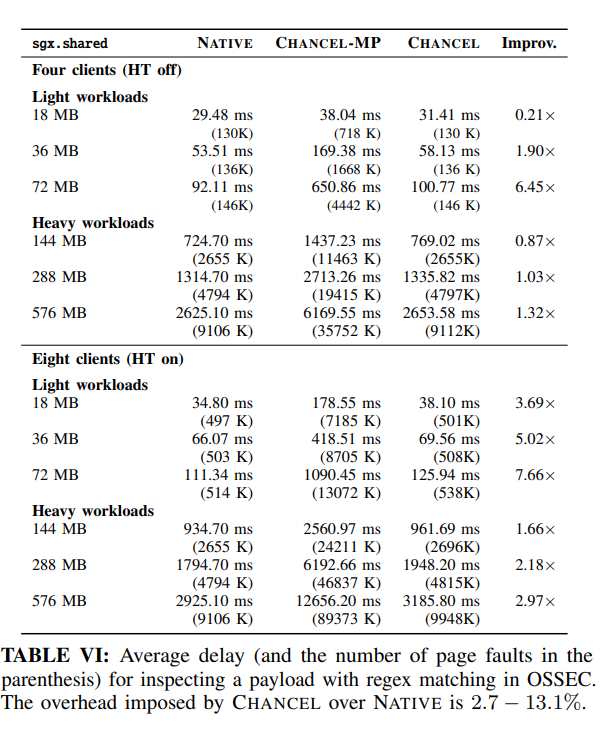 sgx.shared NATIVE CHANCEL-MP CHANCEL Improv.
Four clients (HT off)
Light workloads
18 MB 29.48 ms 38.04 ms 31.41 ms 0.21×
(130K) (718 K) (130 K)
36 MB 53.51 ms 169.38 ms 58.13 ms 1.90×
(136K) (1668 K) (136 K)
72 MB 92.11 ms 650.86 ms 100.77 ms 6.45×
(146K) (4442 K) (146 K)
Heavy workloads
144 MB 724.70 ms 1437.23 ms 769.02 ms 0.87×
(2655 K) (11463 K) (2655K)
288 MB 1314.70 ms 2713.26 ms 1335.82 ms 1.03×
(4794 K) (19415 K) (4797K)
576 MB 2625.10 ms 6169.55 ms 2653.58 ms 1.32×
(9106 K) (35752 K) (9112K)
Eight clients (HT on)
Light workloads
18 MB 34.80 ms 178.55 ms 38.10 ms 3.69×
(497 K) (7185 K) (501K)
36 MB 66.07 ms 418.51 ms 69.56 ms 5.02×
(503 K) (8705 K) (508K)
72 MB 111.34 ms 1090.45 ms 125.94 ms 7.66×
(514 K) (13072 K) (538K)
Heavy workloads
144 MB 934.70 ms 2560.97 ms 961.69 ms 1.66×
(2655 K) (24211 K) (2696K)
288 MB 1794.70 ms 6192.66 ms 1948.20 ms 2.18×
(4794 K) (46837 K) (4815K)
576 MB 2925.10 ms 12656.20 ms 3185.80 ms 2.97×
(9106 K) (89373 K) (9948K)
TABLE VI: Average delay (and the number of page faults in the
parenthesis) for inspecting a payload with regex matching in OSSEC.
The overhead imposed by CHANCEL over NATIVE is 2.7 − 13.1%.